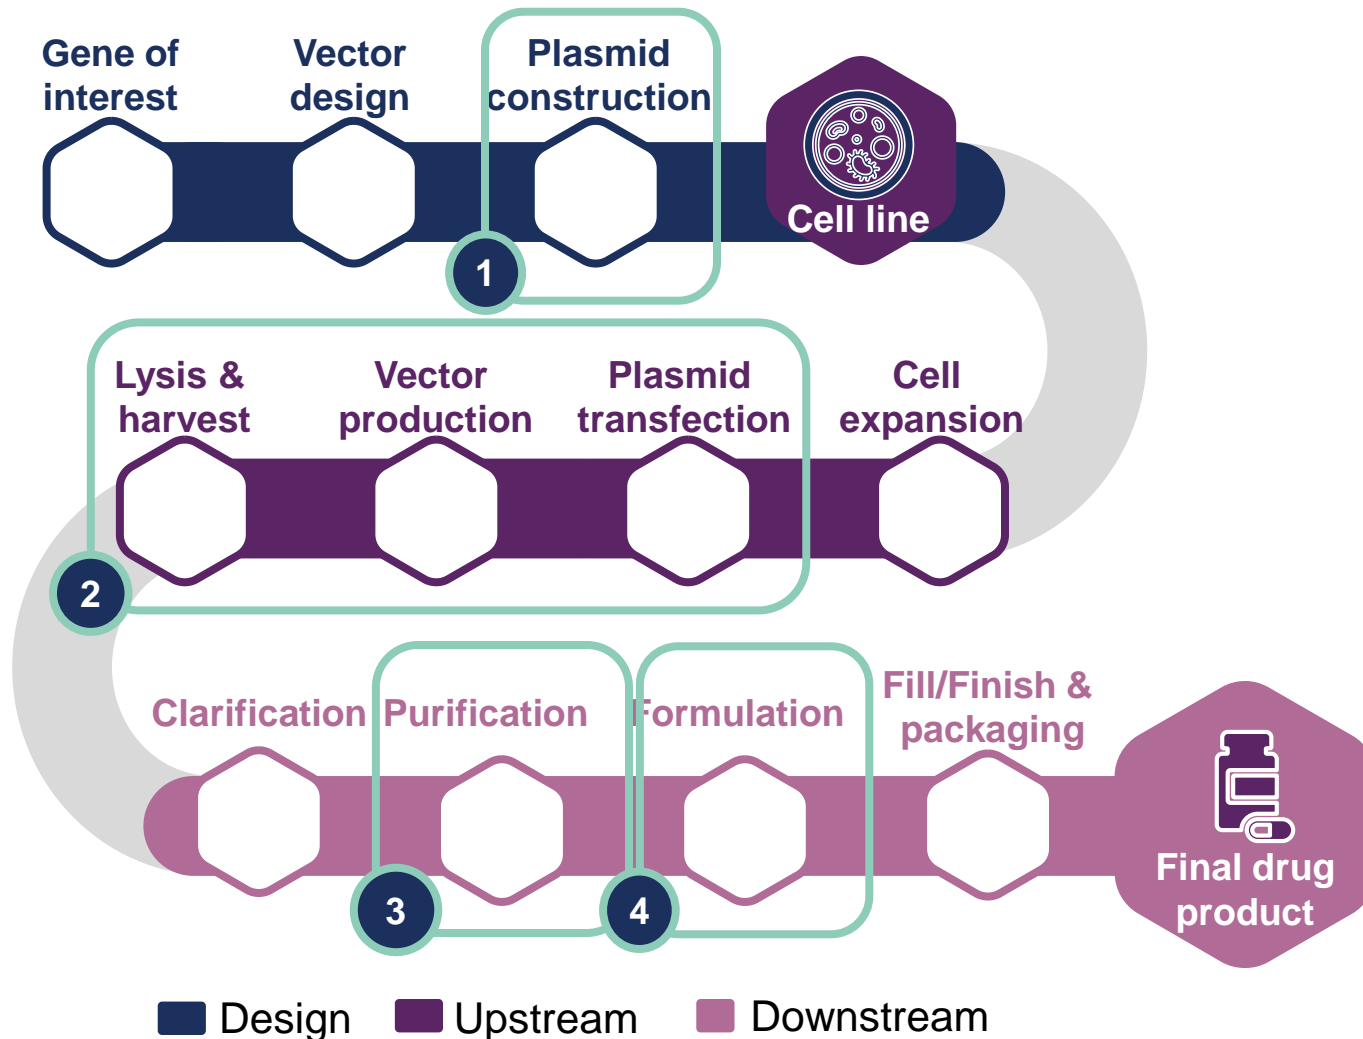 Gene of
interest
Vector
design
Plasmid
construction
Cell line
1
Lysis &
harvest
Vector
production
Plasmid
transfection
Cell
expansion
2
Clarification
Purification
Formulation
Fill/Finish &
packaging
3
4
Final drug
product
Design
Upstream
Downstream